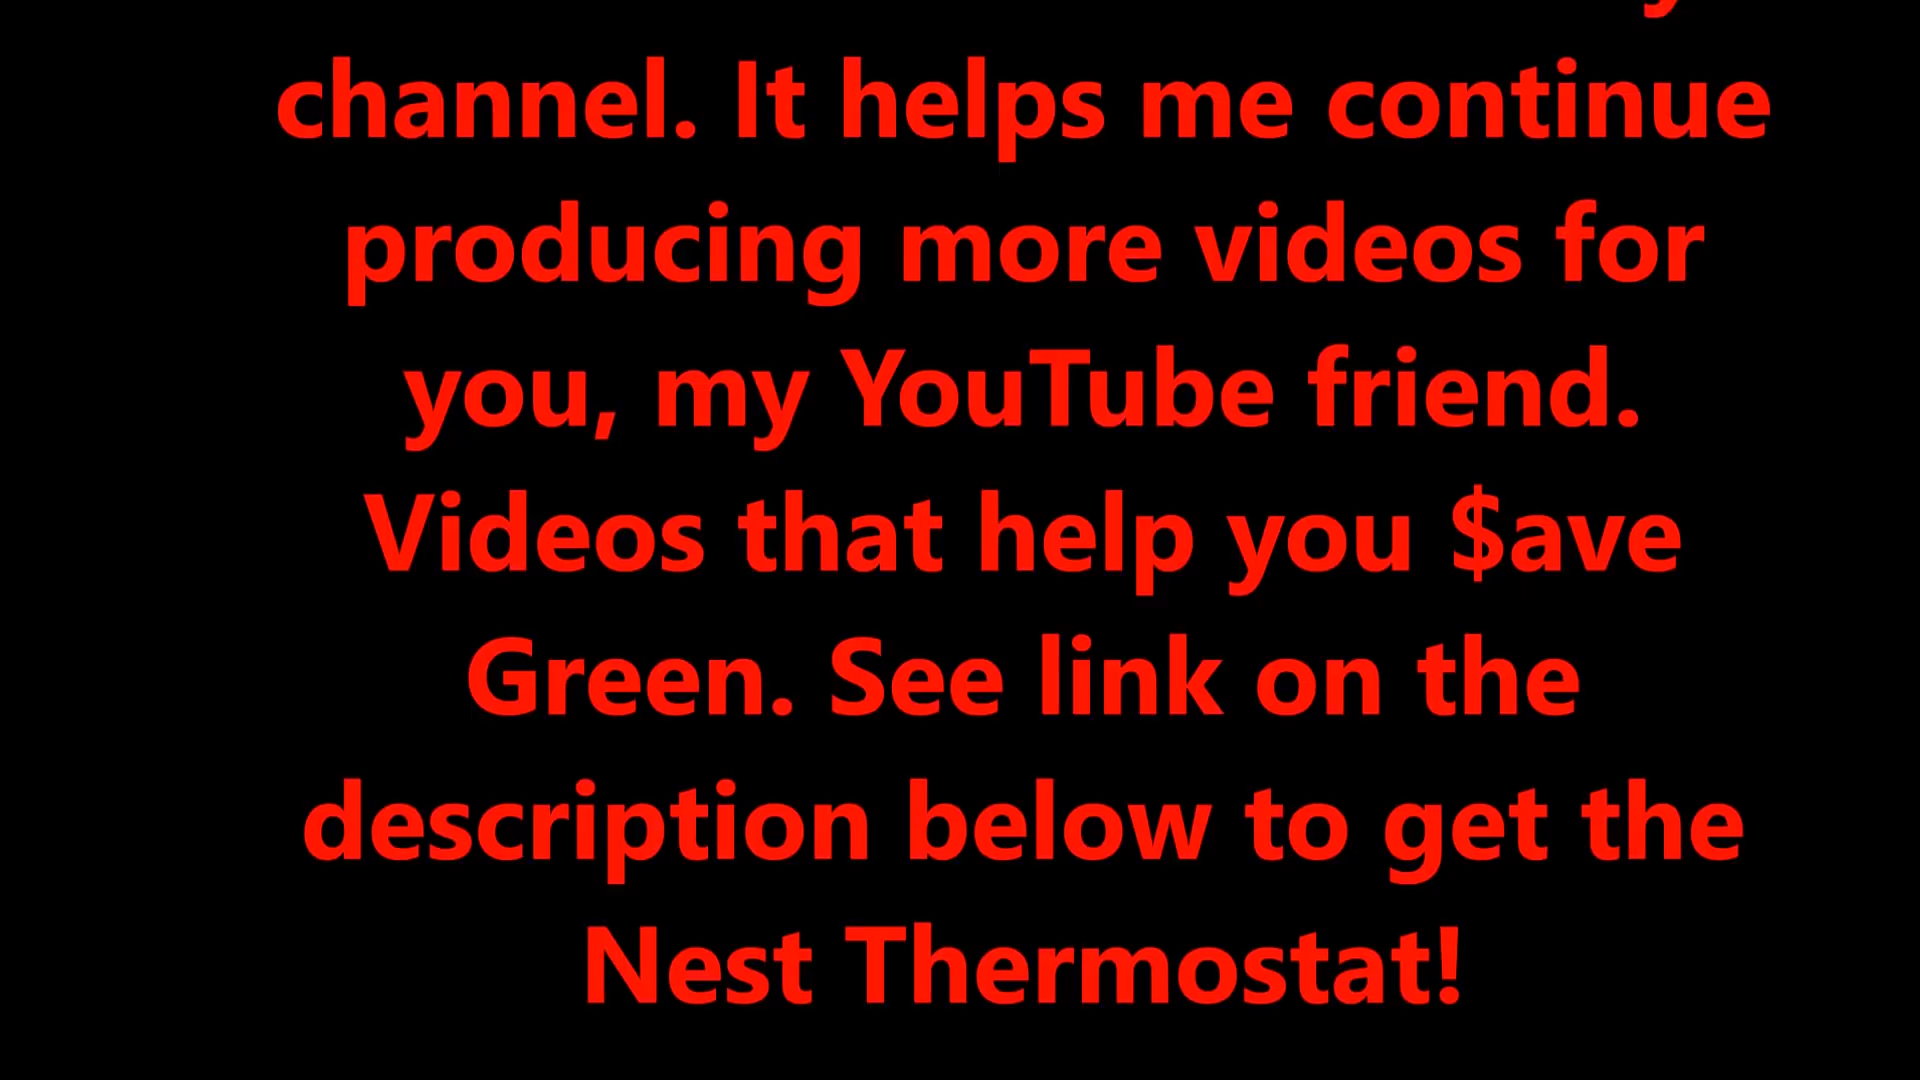 channel. It helps me continue
producing more videos for
you, my YouTube friend.
Videos that help you $ave
Green. See link on the
description below to get the
Nest Thermostat!